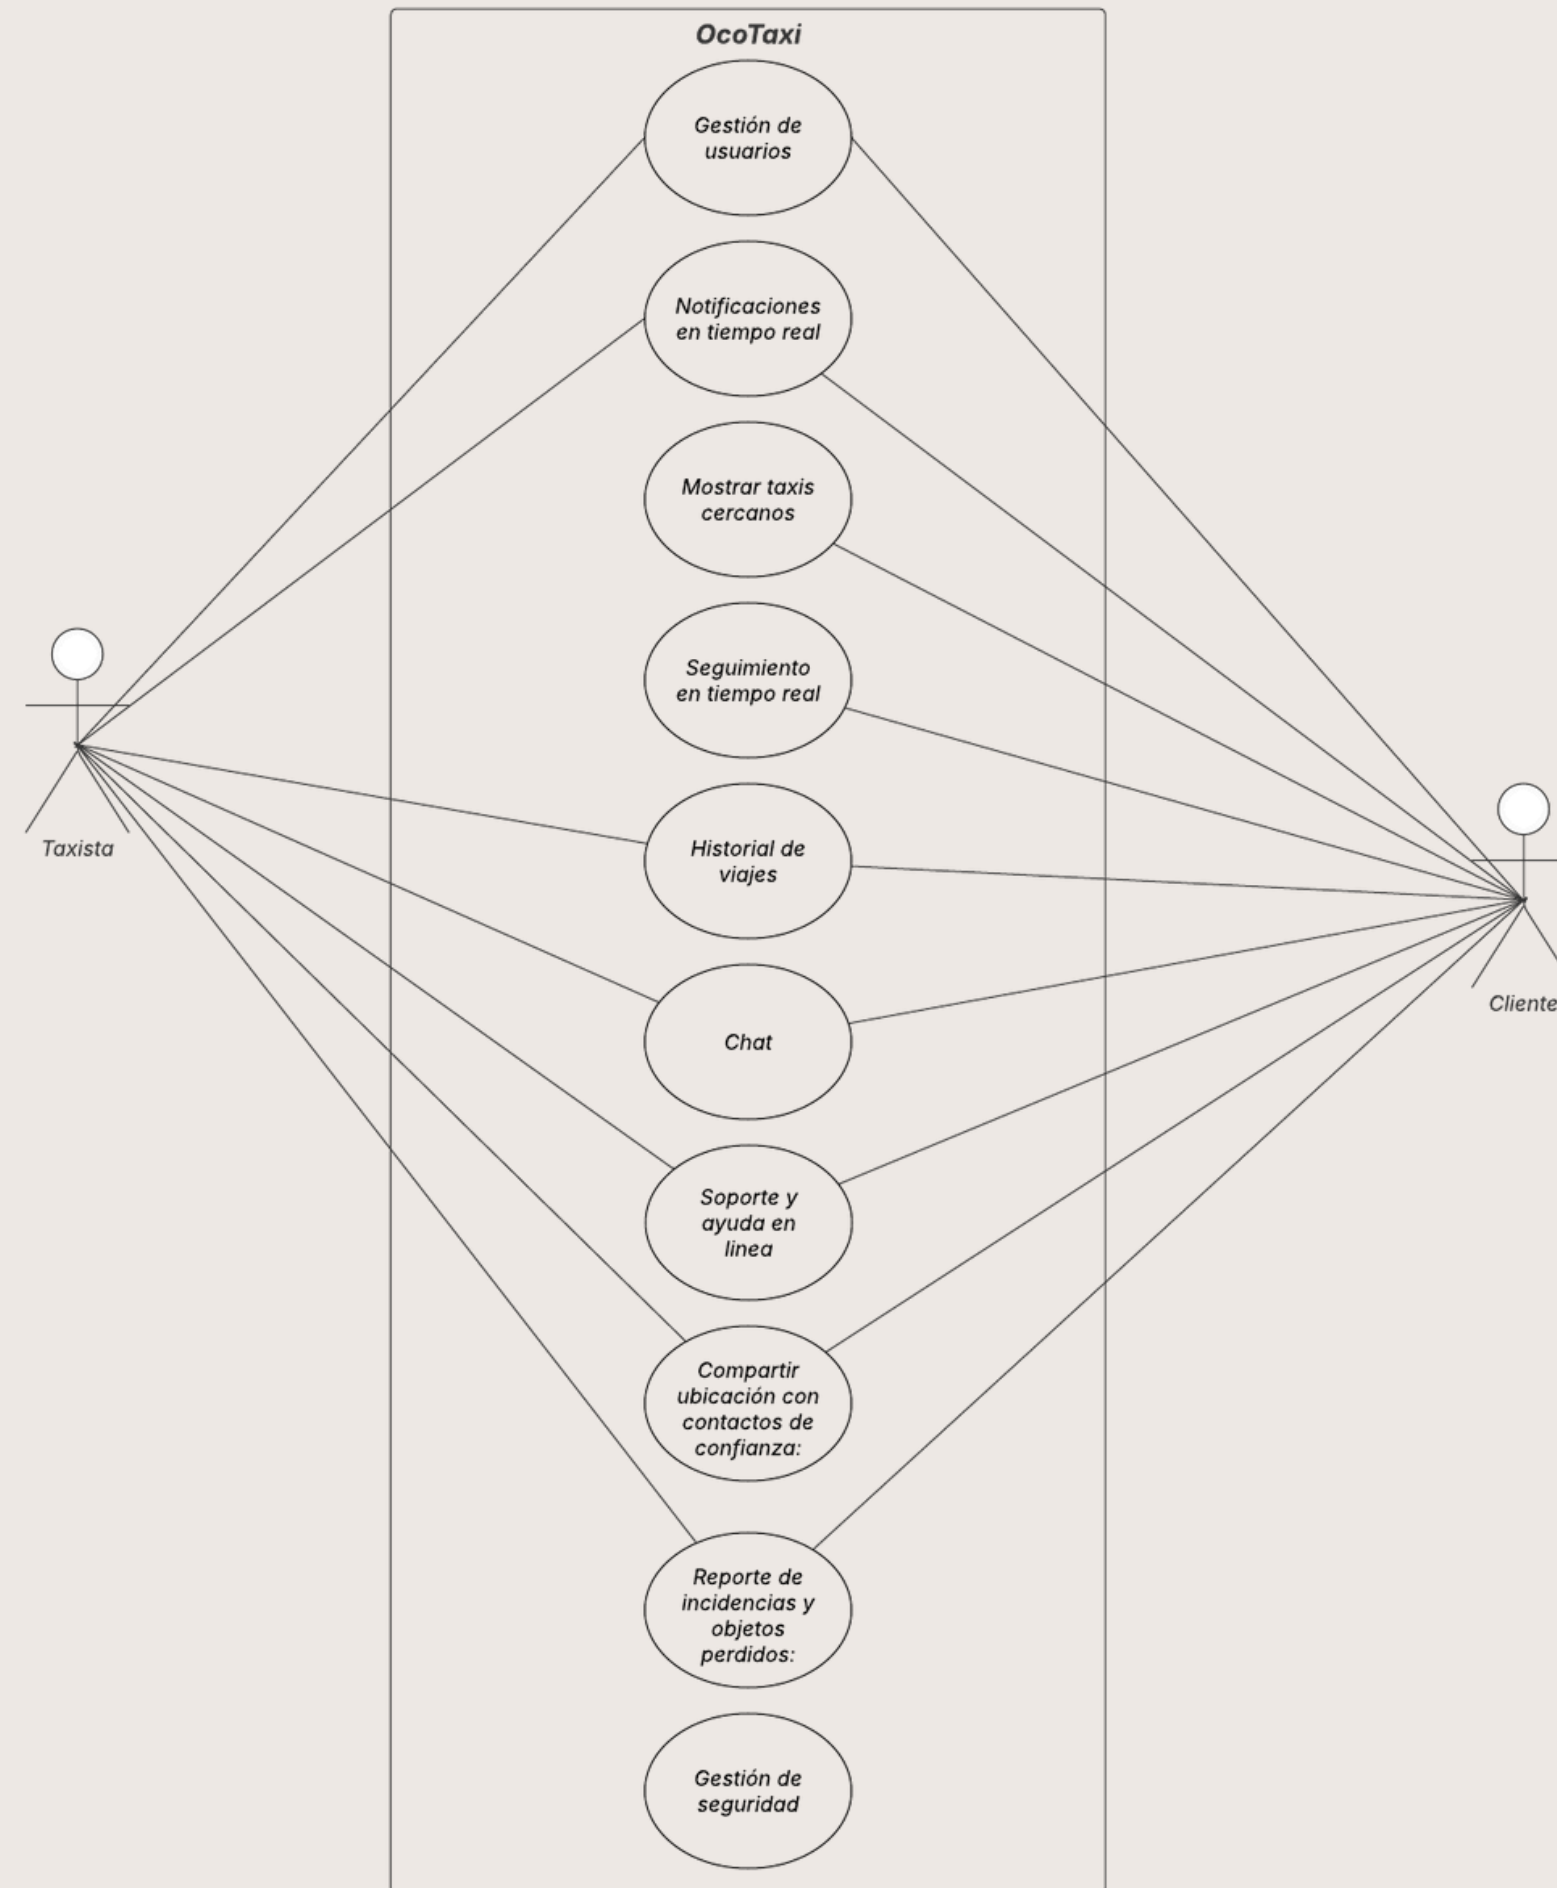 OcoTaxi
Gestión de
usuarios
Notificaciones
en tiempo real
Mostrar taxis
cercanos
Seguimiento
en tiempo real
Taxista
Historial de
viajes
Cliente
Chat
Soporte y
ayuda en
linea
Compartir
ubicación con
contactos de
confianza:
Reporte de
incidencias y
objetos
perdidos:
Gestión de
seguridad